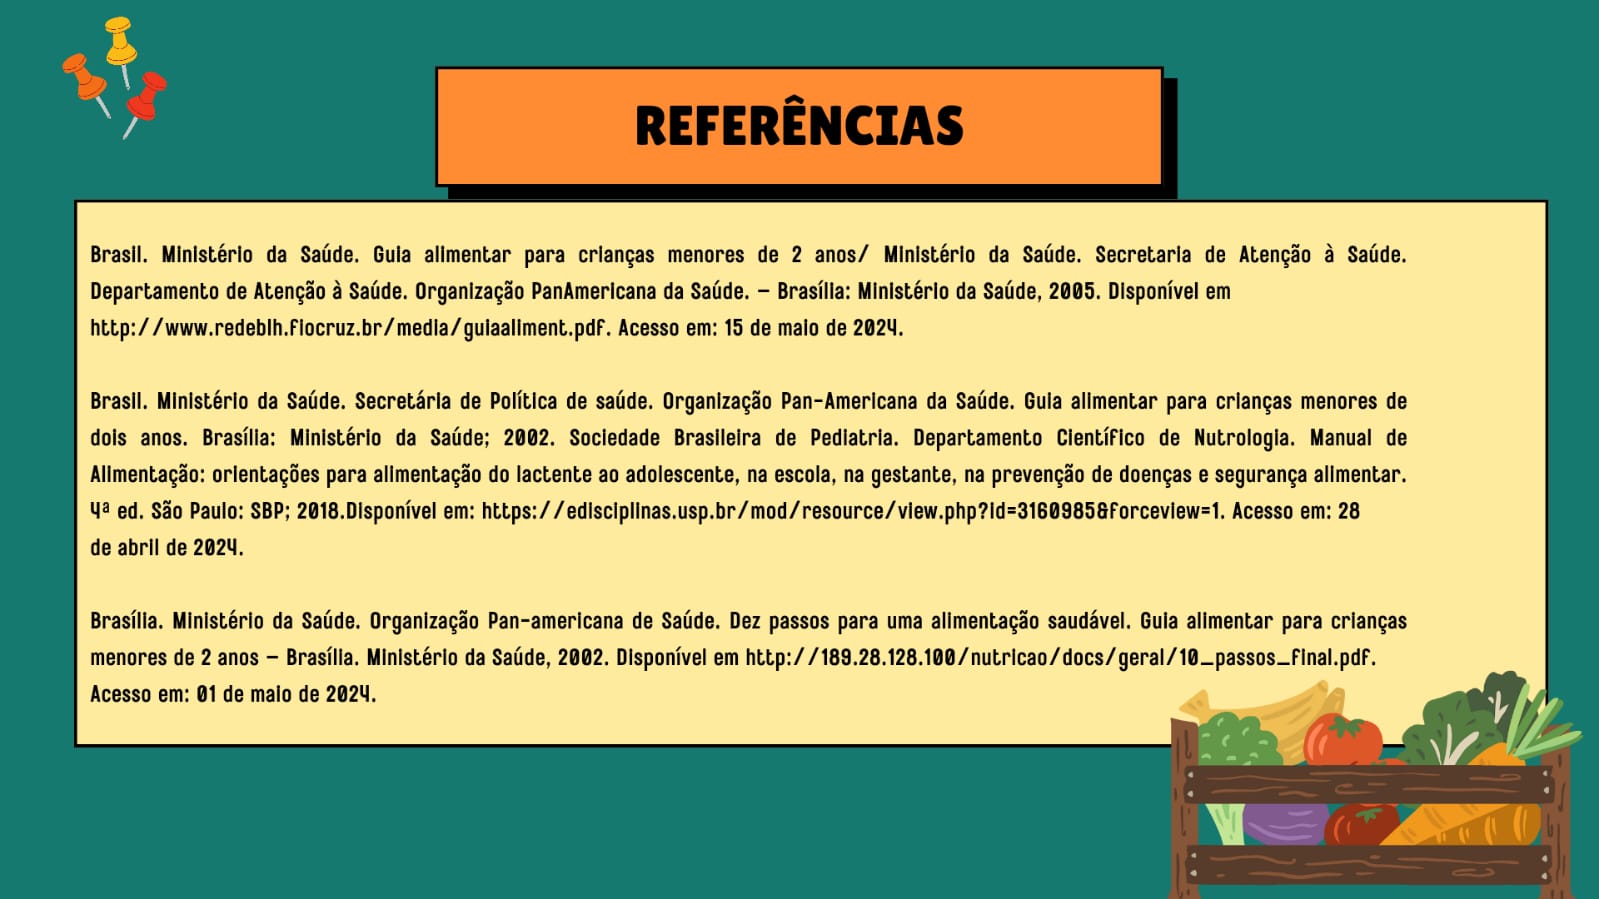 REFERÊNCIAS
Brasil. Ministério da Saúde. Guia alimentar para crianças menores de 2 anos/ Ministério da Saúde. Secretaria de Atenção à Saúde.
Departamento de Atenção à Saúde. Organização PanAmericana da Saúde. – Brasília: Ministério da Saúde, 2005. Disponível em
http://www.redeblh.fiocruz.br/media/guiaaliment.pdf. Acesso em: 15 de maio de 2024.
Brasil. Ministério da Saúde. Secretária de Política de saúde. Organização Pan-Americana da Saúde. Guia alimentar para crianças menores de
dois anos. Brasília: Ministério da Saúde; 2002. Sociedade Brasileira de Pediatria. Departamento Científico de Nutrologia. Manual de
Alimentação: orientações para alimentação do lactente ao adolescente, na escola, na gestante, na prevenção de doenças e segurança alimentar.
4ª ed. São Paulo: SBP; 2018.Disponível em: https://edisciplinas.usp.br/mod/resource/view.php?id=3160985&forceview=1. Acesso em: 28
de abril de 2024.
Brasília. Ministério da Saúde. Organização Pan-americana de Saúde. Dez passos para uma alimentação saudável. Guia alimentar para crianças
menores de 2 anos – Brasília. Ministério da Saúde, 2002. Disponível em http://189.28.128.100/nutricao/docs/geral/10_passos_final.pdf.
Acesso em: 01 de maio de 2024.